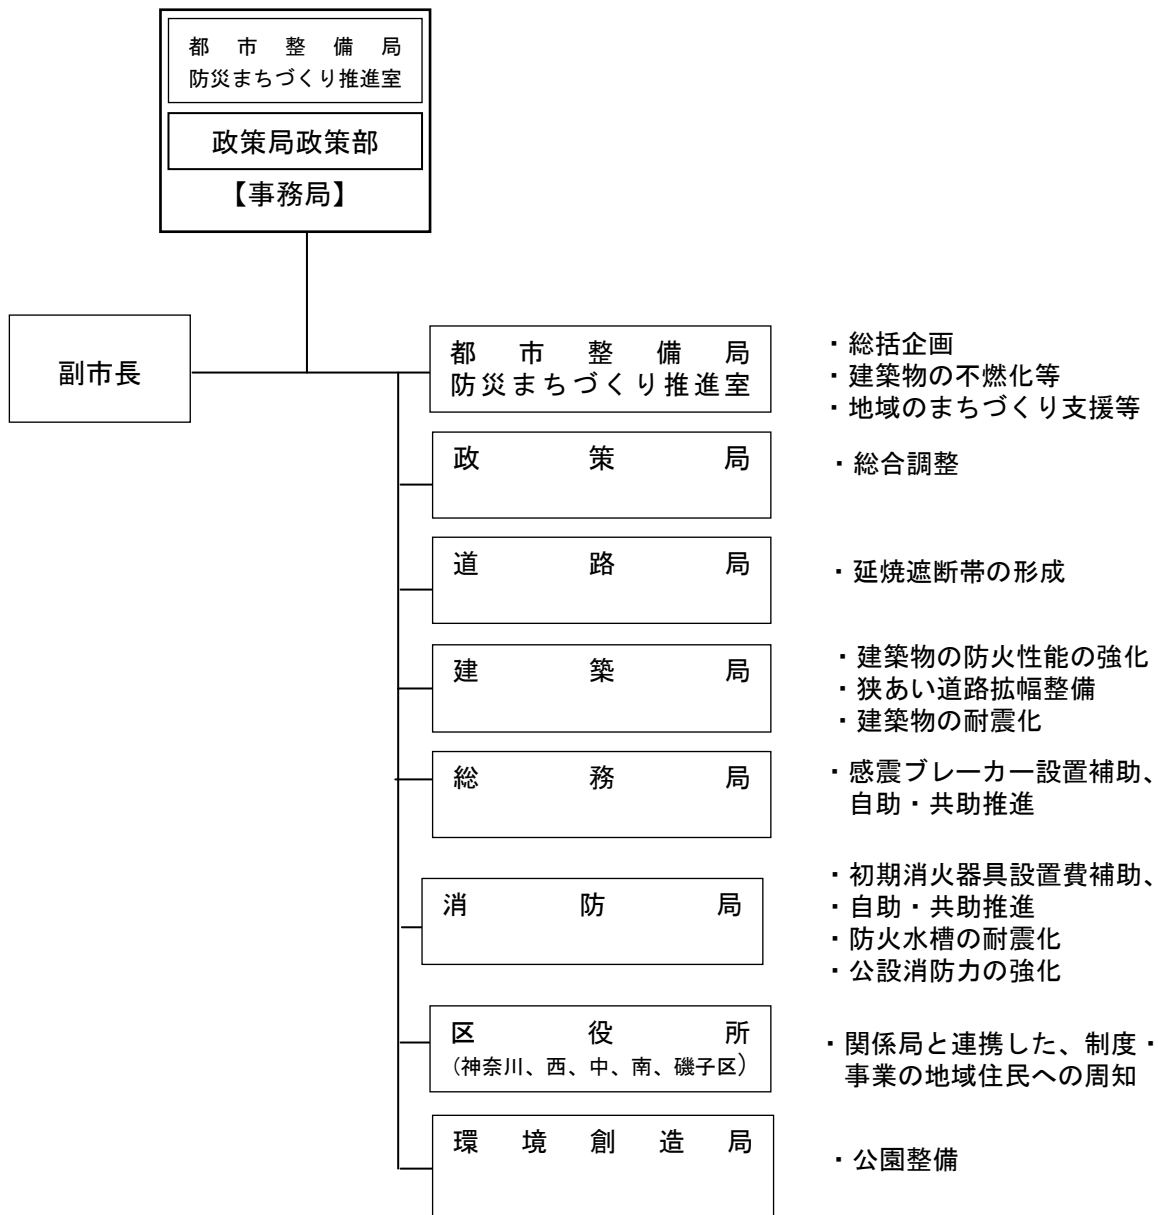 都市整備局
防災まちづくり推進室
政策局政策部
【事務局】
副市長
都市整備局
防災まちづくり推進室
・総括企画
・建築物の不燃化等
・地域のまちづくり支援等
政策局
・総合調整
道路局
・延焼遮断帯の形成
建築局
・建築物の防火性能の強化
・狭あい道路拡幅整備
・建築物の耐震化
総務局
・感震ブレーカー設置補助、
自助・共助推進
消防局
・初期消火器具設置費補助、
・自助・共助推進
・防火水槽の耐震化
・公設消防力の強化
区役所
(神奈川、西、中、南、磯子区)
・関係局と連携した、制度・
事業の地域住民への周知
環境創造局
・公園整備